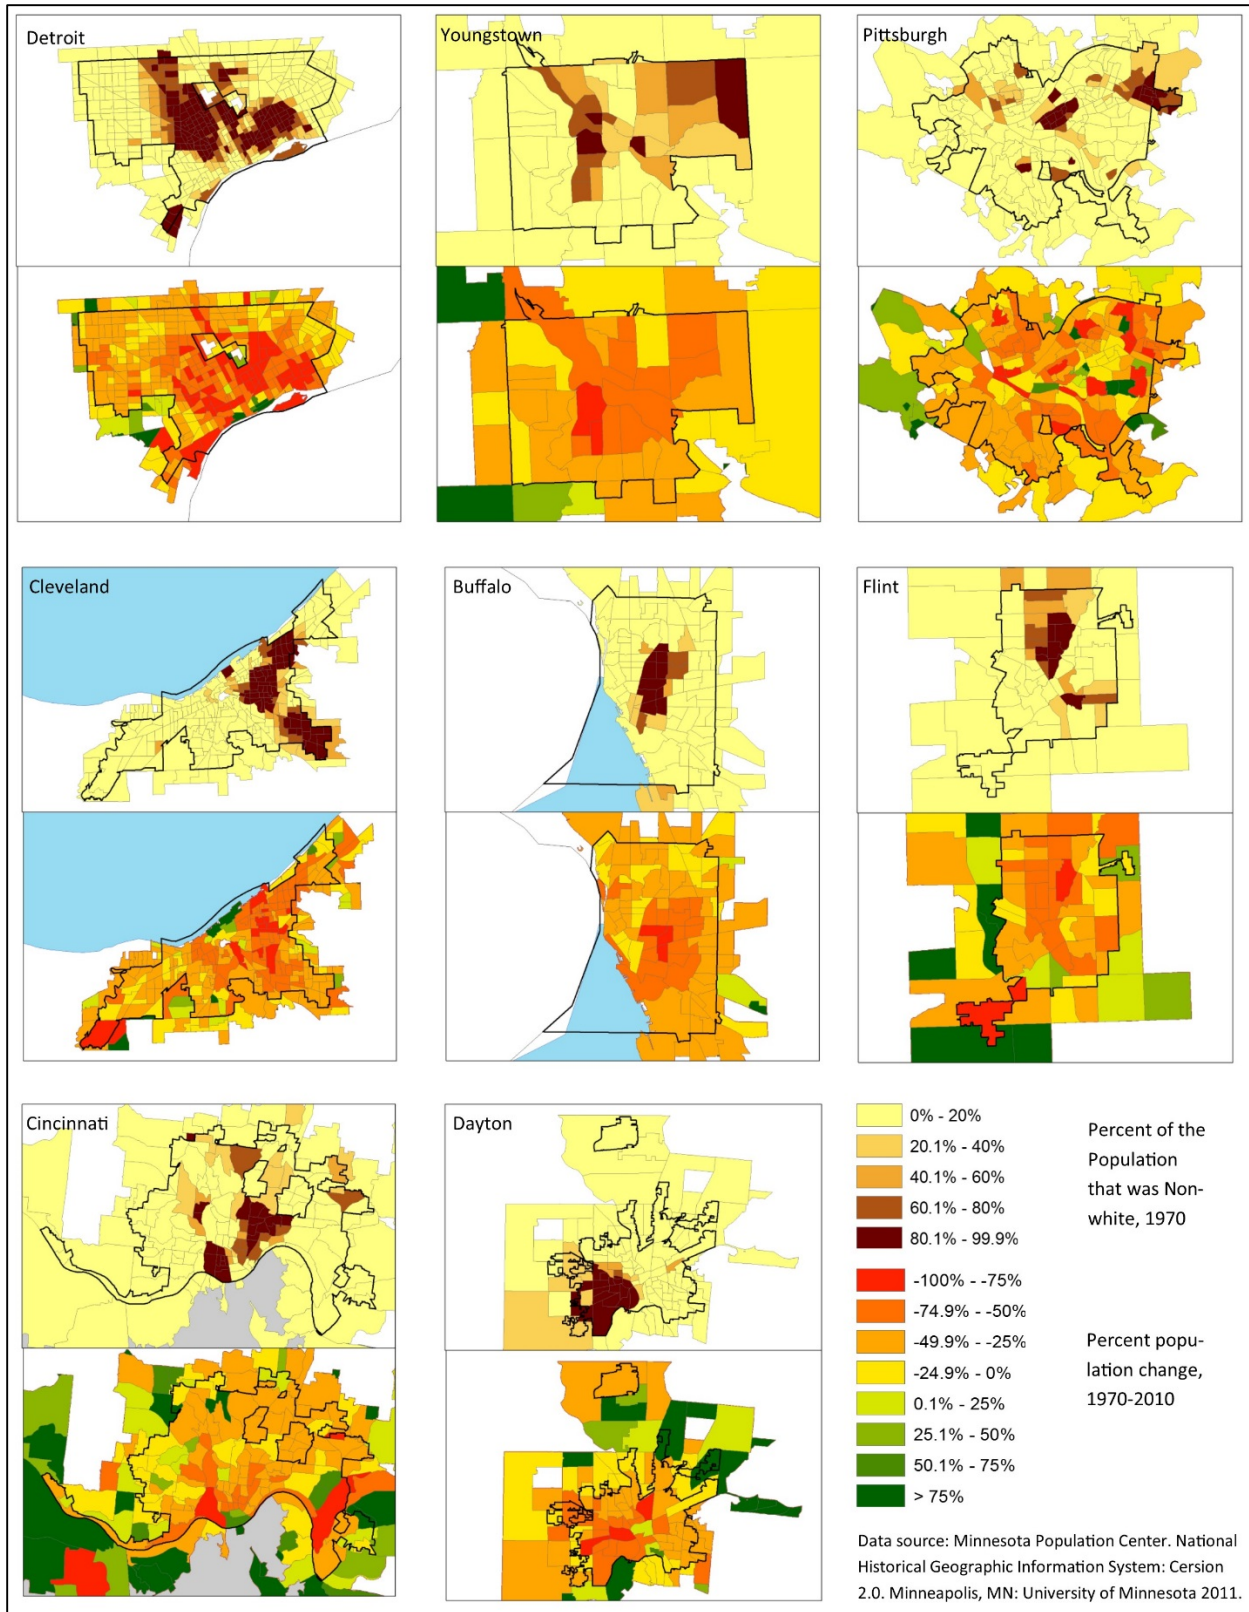 Detroit
Youngstown
Pittsburgh
Cleveland
Buffalo
Flint
Cincinnati
Dayton
0% - 20%
20.1% - 40%
40.1% - 60%
60.1% - 80%
80.1% - 99.9%
Percent of the
Population
that was Non-
white, 1970
-100% - -75%
-74.9% - -50%
-49.9% - -25%
-24.9% - 0%
0.1% - 25%
25.1% - 50%
50.1% - 75%
> 75%
Percent popu-
lation change,
1970-2010
Data source: Minnesota Population Center. National
Historical Geographic Information System: Cersion
2.0. Minneapolis, MN: University of Minnesota 2011.